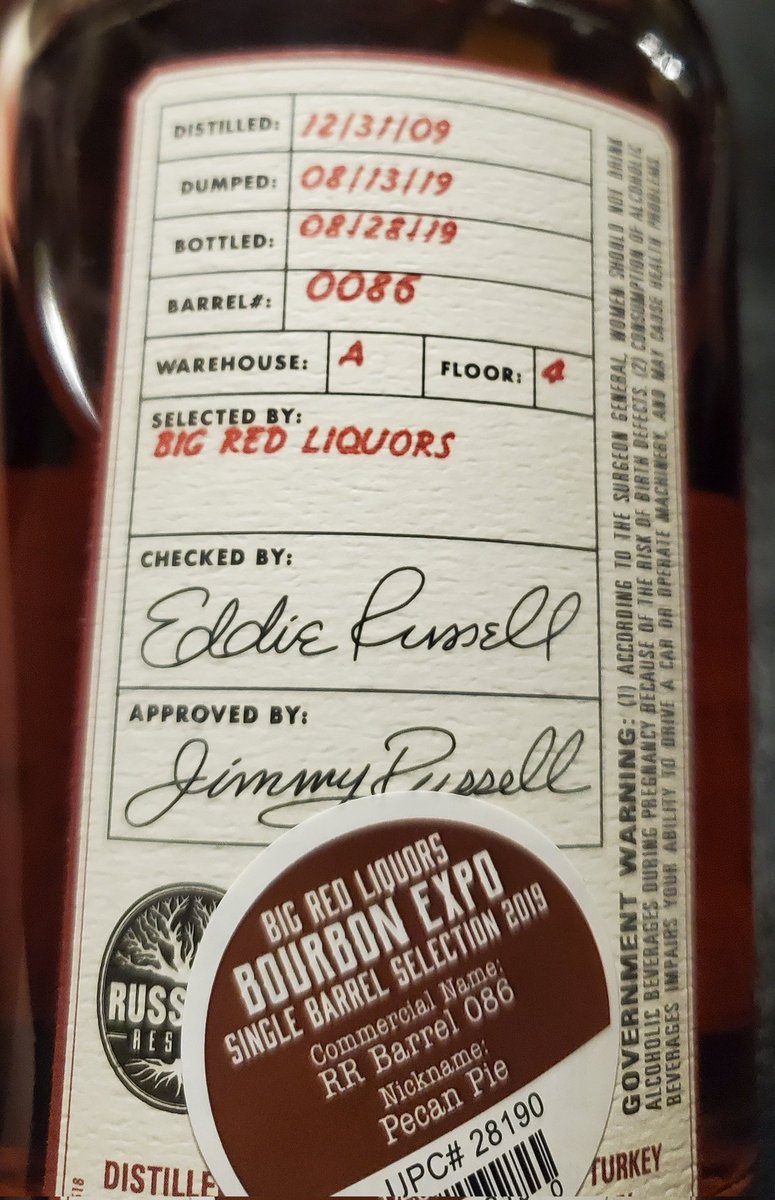 DISTILLED: 12/31/09
DUMPED: 08/13/19
BOTTLED: 08/28/19
BARREL#: 0086
WAREHOUSE: A FLOOR: 4
SELECTED BY:
BIG RED LIQUORS
CHECKED BY:
Eddie Russell
APPROVED BY:
Jimmy Russell
BIG RED LIQUORS
BOURBON EXPO
SINGLE BARREL SELECTION 2019
Commercial Name:
RR Barrel 086
Nickname:
Pecan Pie
UPC# 28190
RUSS
RES
DISTILLE
TURKEY
GOVERNMENT WARNING: (1) ACCORDING TO THE SURGEON GENERAL, WOMEN SHOULD NOT DRINK
ALCOHOLIC BEVERAGES DURING PREGNANCY BECAUSE OF THE RISK OF BIRTH DEFECTS. (2) CONSUMPTION OF ALCOHOLIC
BEVERAGES IMPAIRS YOUR ABILITY TO DRIVE A CAR OR OPERATE MACHINERY, AND MAY CAUSE HEALTH PROBLEMS.